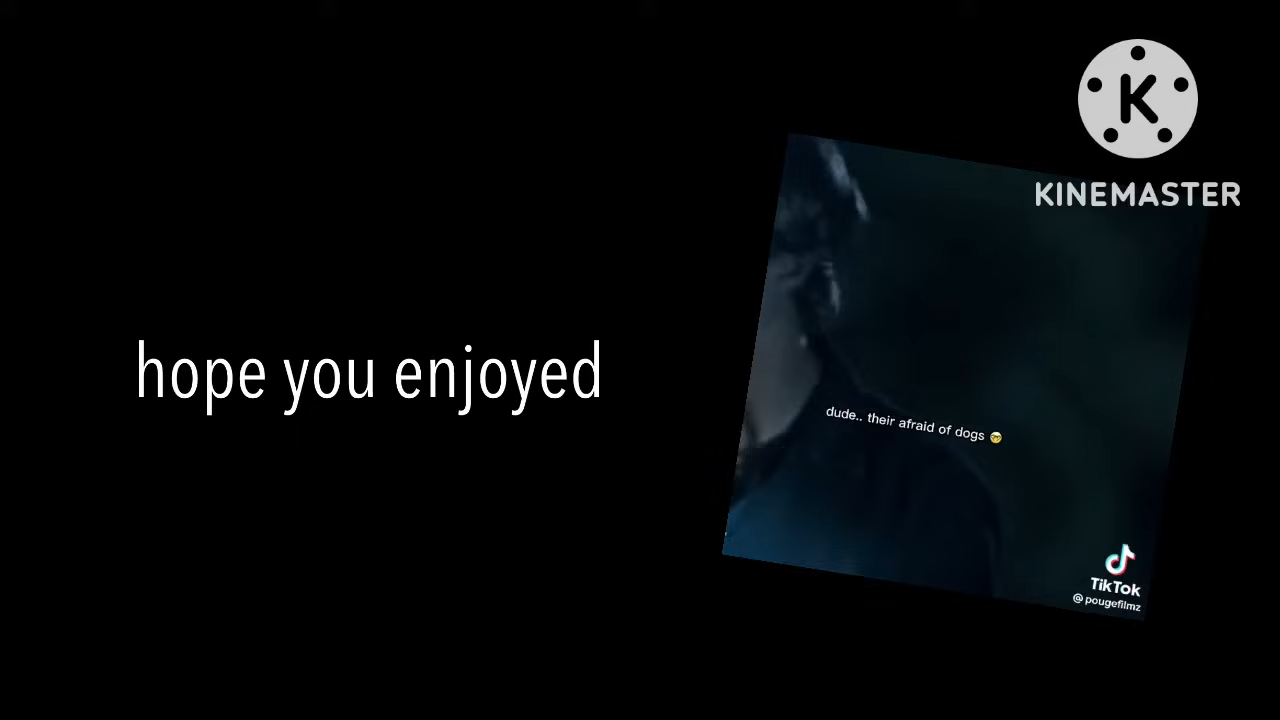 K
KINEMASTER
hope you enjoyed
dude.. their afraid of dogs 🤓
TikTok
@pougefilmz